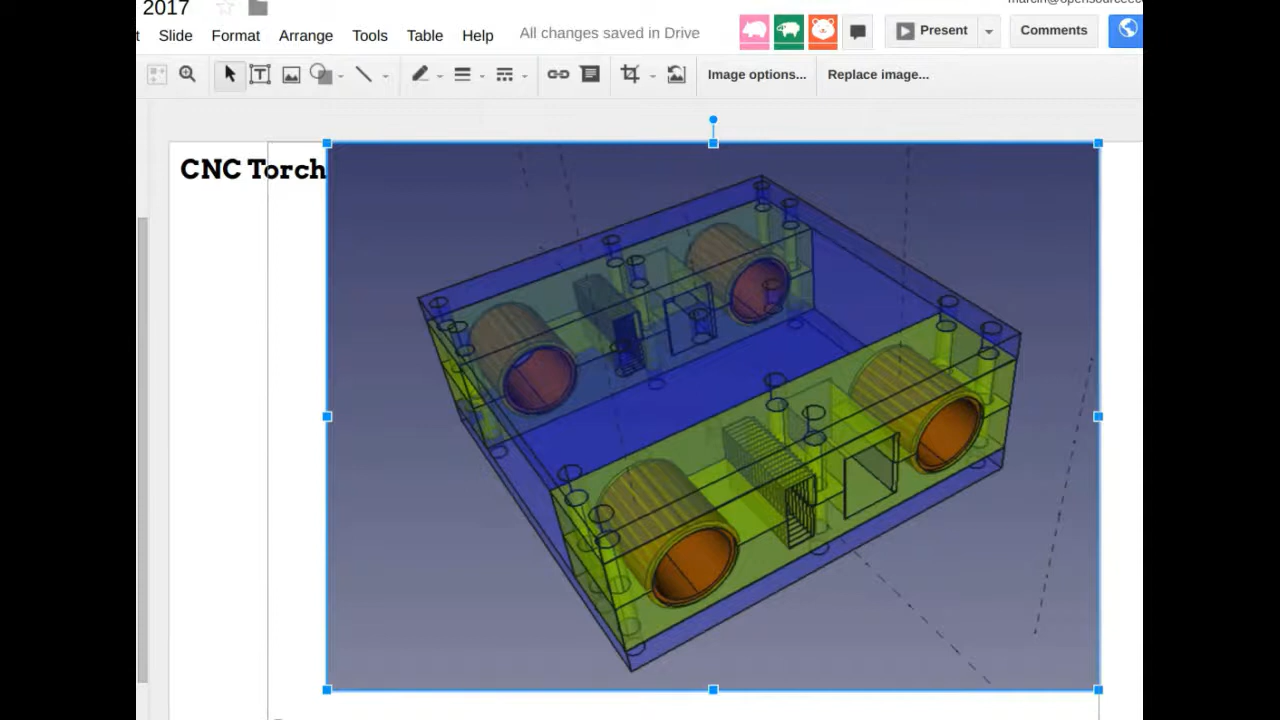 2017
Slide Format Arrange Tools Table Help All changes saved in Drive
Present Comments
Image options... Replace image...
CNC Torch